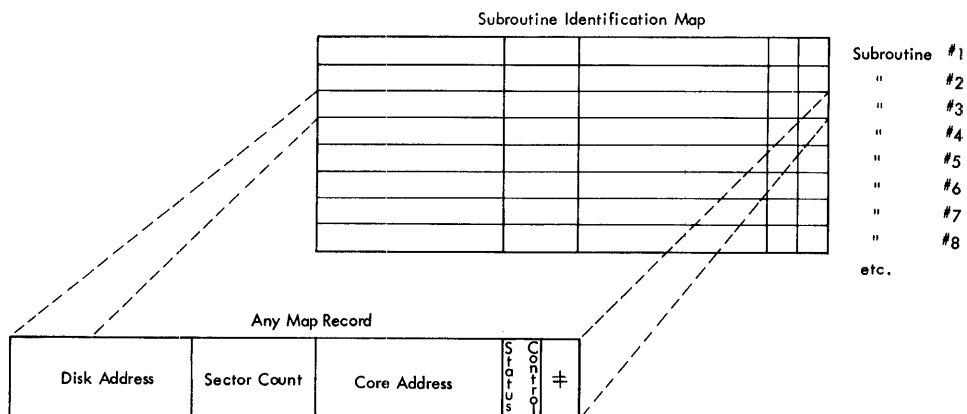 Subroutine Identification Map
Subroutine #1
" #2
" #3
" #4
" #5
" #6
" #7
" #8
etc.
Any Map Record
Disk Address
Sector Count
Core Address
Status
Control
‡